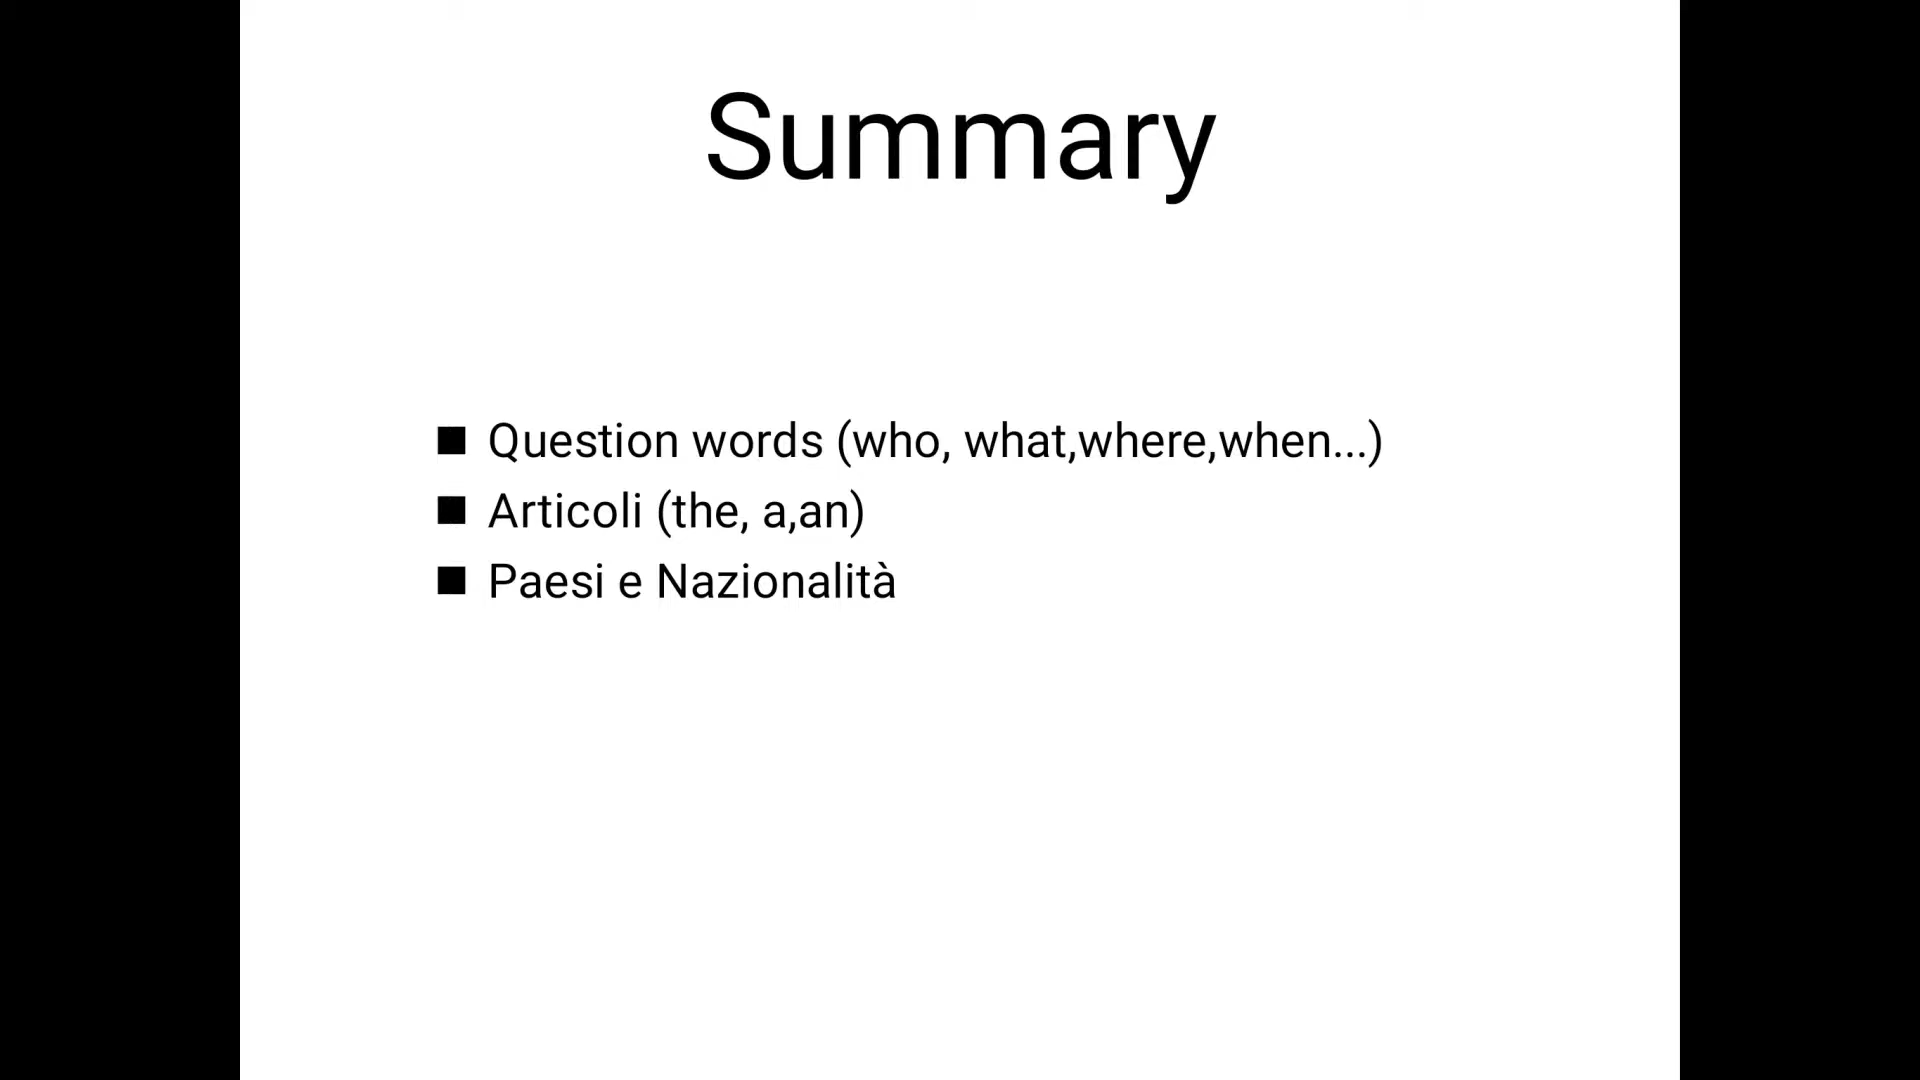 Summary
■ Question words (who, what,where,when...)
■ Articoli (the, a,an)
■ Paesi e Nazionalità